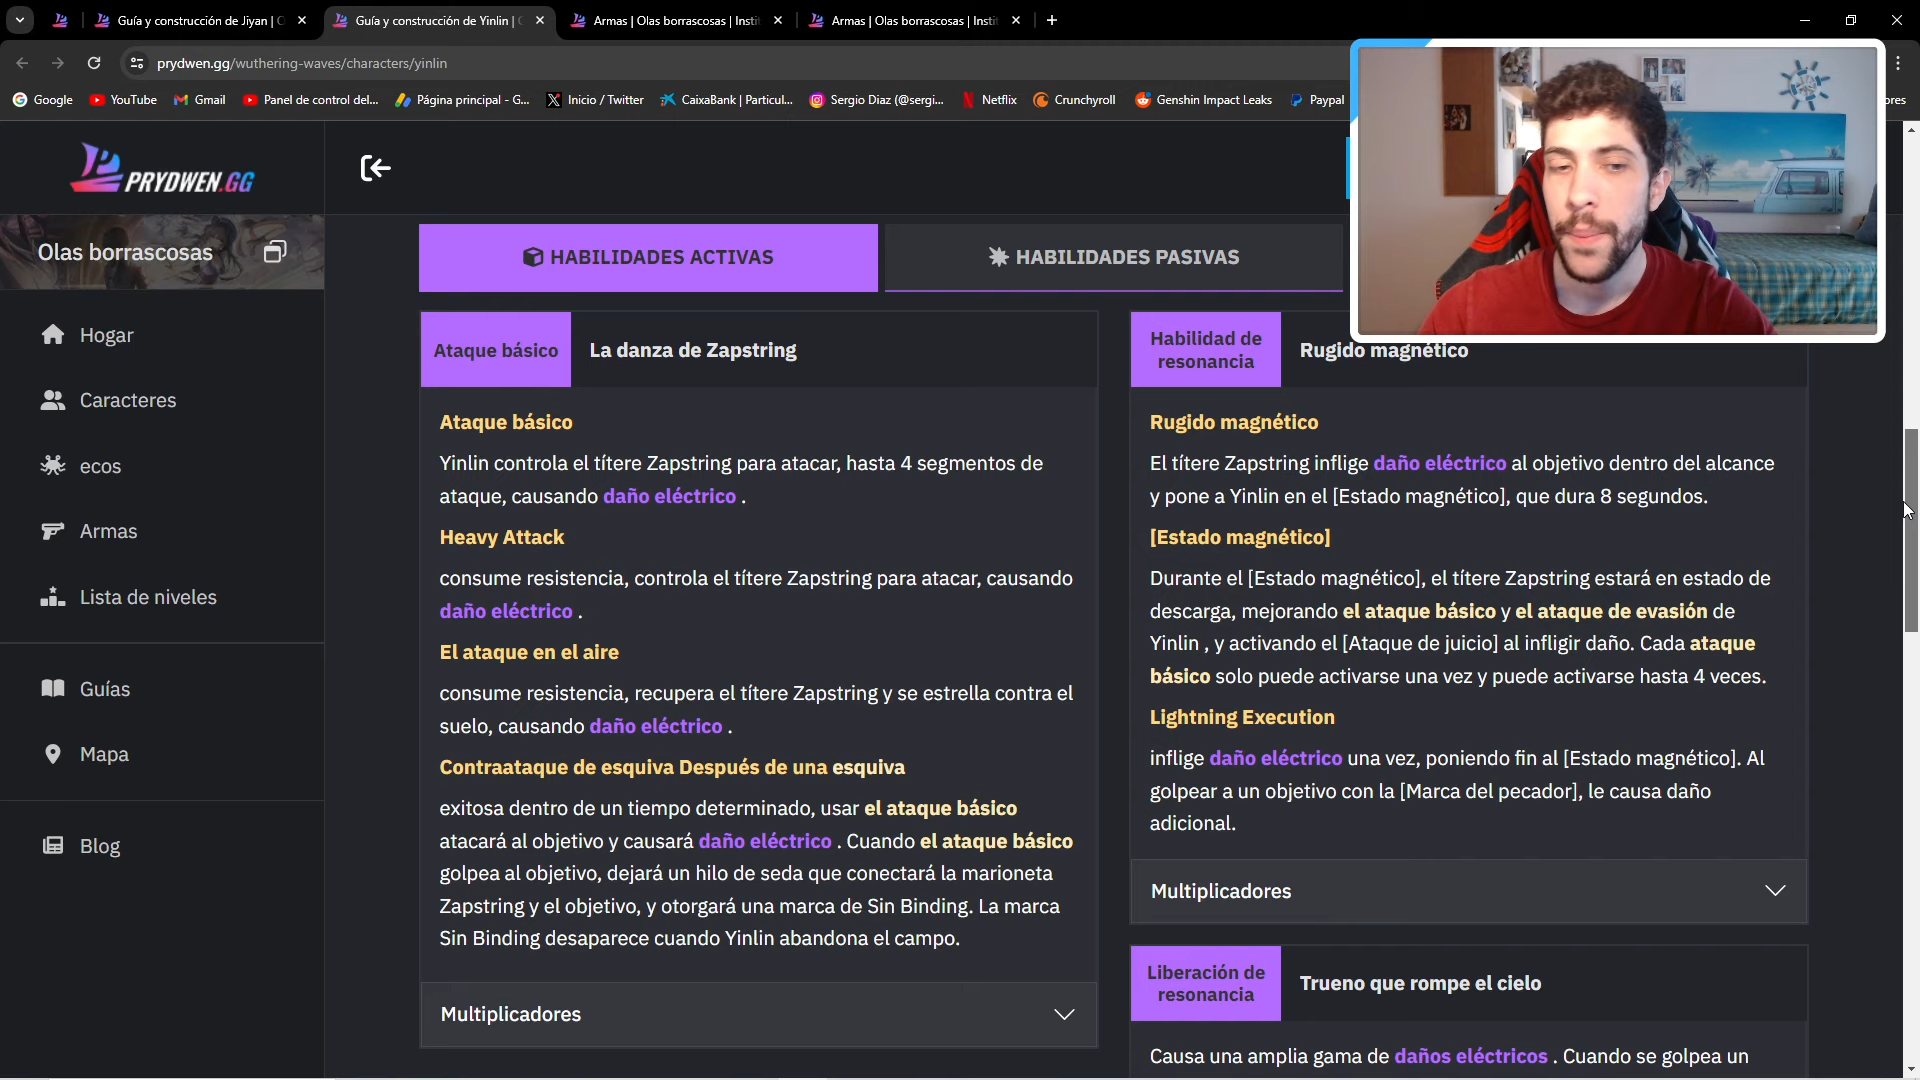 Guía y construcción de Jiyan |
Guía y construcción de Yinlin |
Armas | Olas borrascosas | Insti
Armas | Olas borrascosas | Insti
prydwen.gg/wuthering-waves/characters/yinlin
Google
YouTube
Gmail
Panel de control del...
Página principal - G...
Inicio / Twitter
CaixaBank | Particul...
Sergio Diaz (@sergi...
Netflix
Crunchyroll
Genshin Impact Leaks
Paypal
ores
PRYDWEN.GG
Olas borrascosas
Hogar
Caracteres
ecos
Armas
Lista de niveles
Guías
Mapa
Blog
HABILIDADES ACTIVAS
HABILIDADES PASIVAS
Ataque básico
La danza de Zapstring
Ataque básico
Yinlin controla el títere Zapstring para atacar, hasta 4 segmentos de
ataque, causando daño eléctrico .
Heavy Attack
consume resistencia, controla el títere Zapstring para atacar, causando
daño eléctrico .
El ataque en el aire
consume resistencia, recupera el títere Zapstring y se estrella contra el
suelo, causando daño eléctrico .
Contraataque de esquiva Después de una esquiva
exitosa dentro de un tiempo determinado, usar el ataque básico
atacará al objetivo y causará daño eléctrico . Cuando el ataque básico
golpea al objetivo, dejará un hilo de seda que conectará la marioneta
Zapstring y el objetivo, y otorgará una marca de Sin Binding. La marca
Sin Binding desaparece cuando Yinlin abandona el campo.
Multiplicadores
Habilidad de
resonancia
Rugido magnético
Rugido magnético
El títere Zapstring inflige daño eléctrico al objetivo dentro del alcance
y pone a Yinlin en el [Estado magnético], que dura 8 segundos.
[Estado magnético]
Durante el [Estado magnético], el títere Zapstring estará en estado de
descarga, mejorando el ataque básico y el ataque de evasión de
Yinlin , y activando el [Ataque de juicio] al infligir daño. Cada ataque
básico solo puede activarse una vez y puede activarse hasta 4 veces.
Lightning Execution
inflige daño eléctrico una vez, poniendo fin al [Estado magnético]. Al
golpear a un objetivo con la [Marca del pecador], le causa daño
adicional.
Multiplicadores
Liberación de
resonancia
Trueno que rompe el cielo
Causa una amplia gama de daños eléctricos . Cuando se golpea un